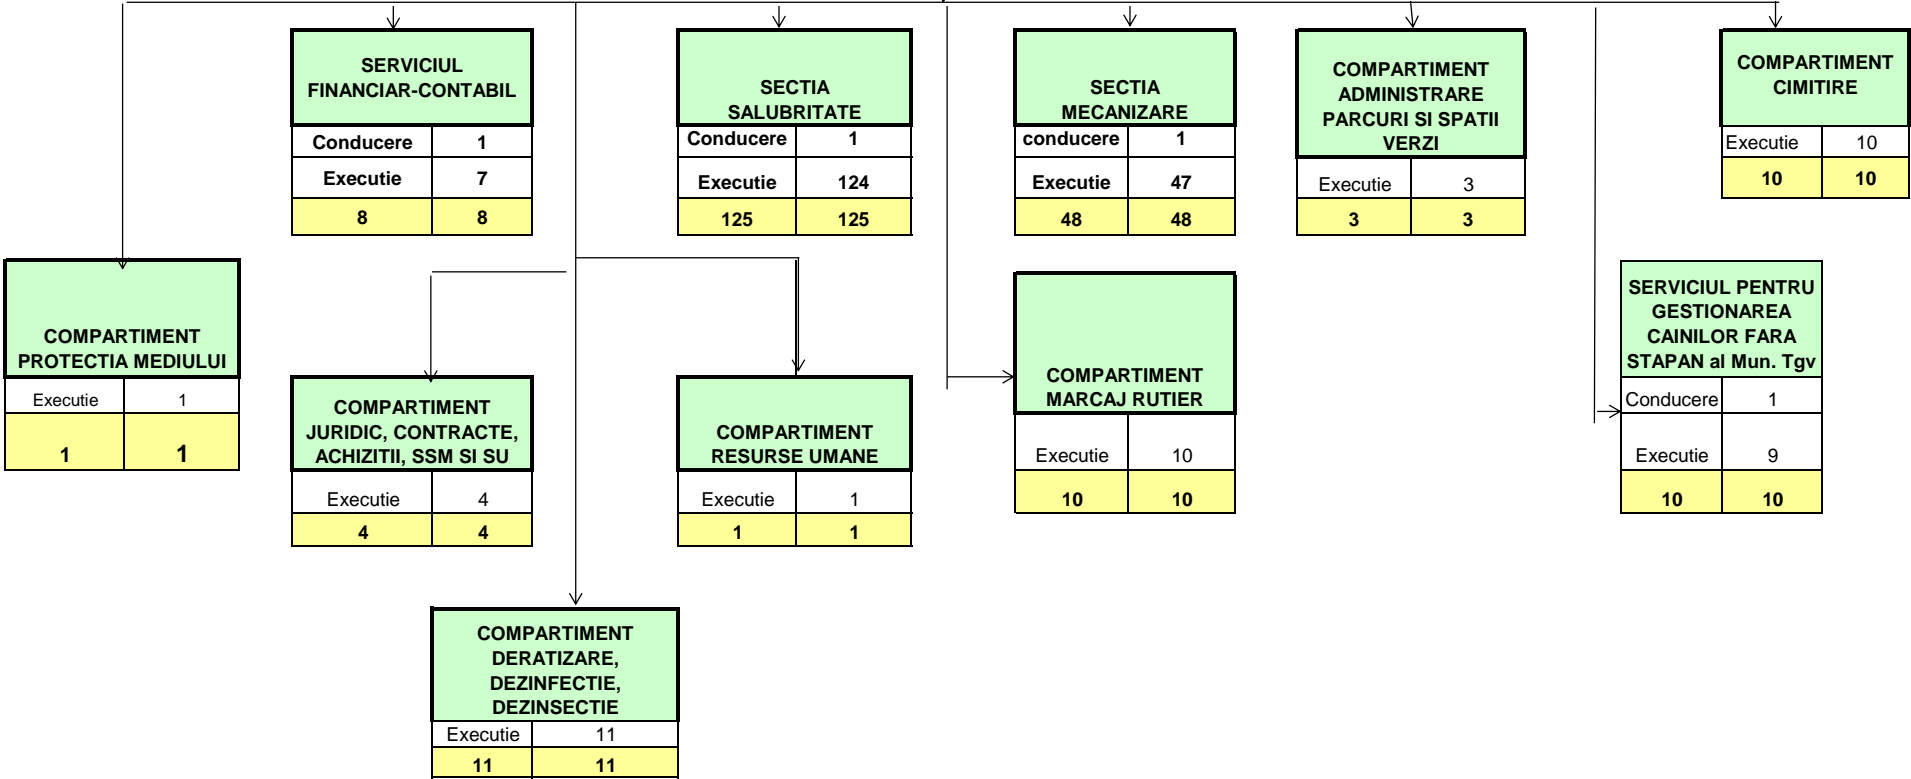 SERVICIUL
FINANCIAR-CONTABIL
Conducere 1
Executie 7
8 8
SECTIA
SALUBRITATE
Conducere 1
Executie 124
125 125
SECTIA
MECANIZARE
conducere 1
Executie 47
48 48
COMPARTIMENT
ADMINISTRARE
PARCURI SI SPATII
VERZI
Executie 3
3 3
COMPARTIMENT
CIMITIRE
Executie 10
10 10
COMPARTIMENT
PROTECTIA MEDIULUI
Executie 1
1 1
COMPARTIMENT
JURIDIC, CONTRACTE,
ACHIZITII, SSM SI SU
Executie 4
4 4
COMPARTIMENT
RESURSE UMANE
Executie 1
1 1
COMPARTIMENT
MARCAJ RUTIER
Executie 10
10 10
SERVICIUL PENTRU
GESTIONAREA
CAINILOR FARA
STAPAN al Mun. Tgv
Conducere 1
Executie 9
10 10
COMPARTIMENT
DERATIZARE,
DEZINFECTIE,
DEZINSECTIE
Executie 11
11 11